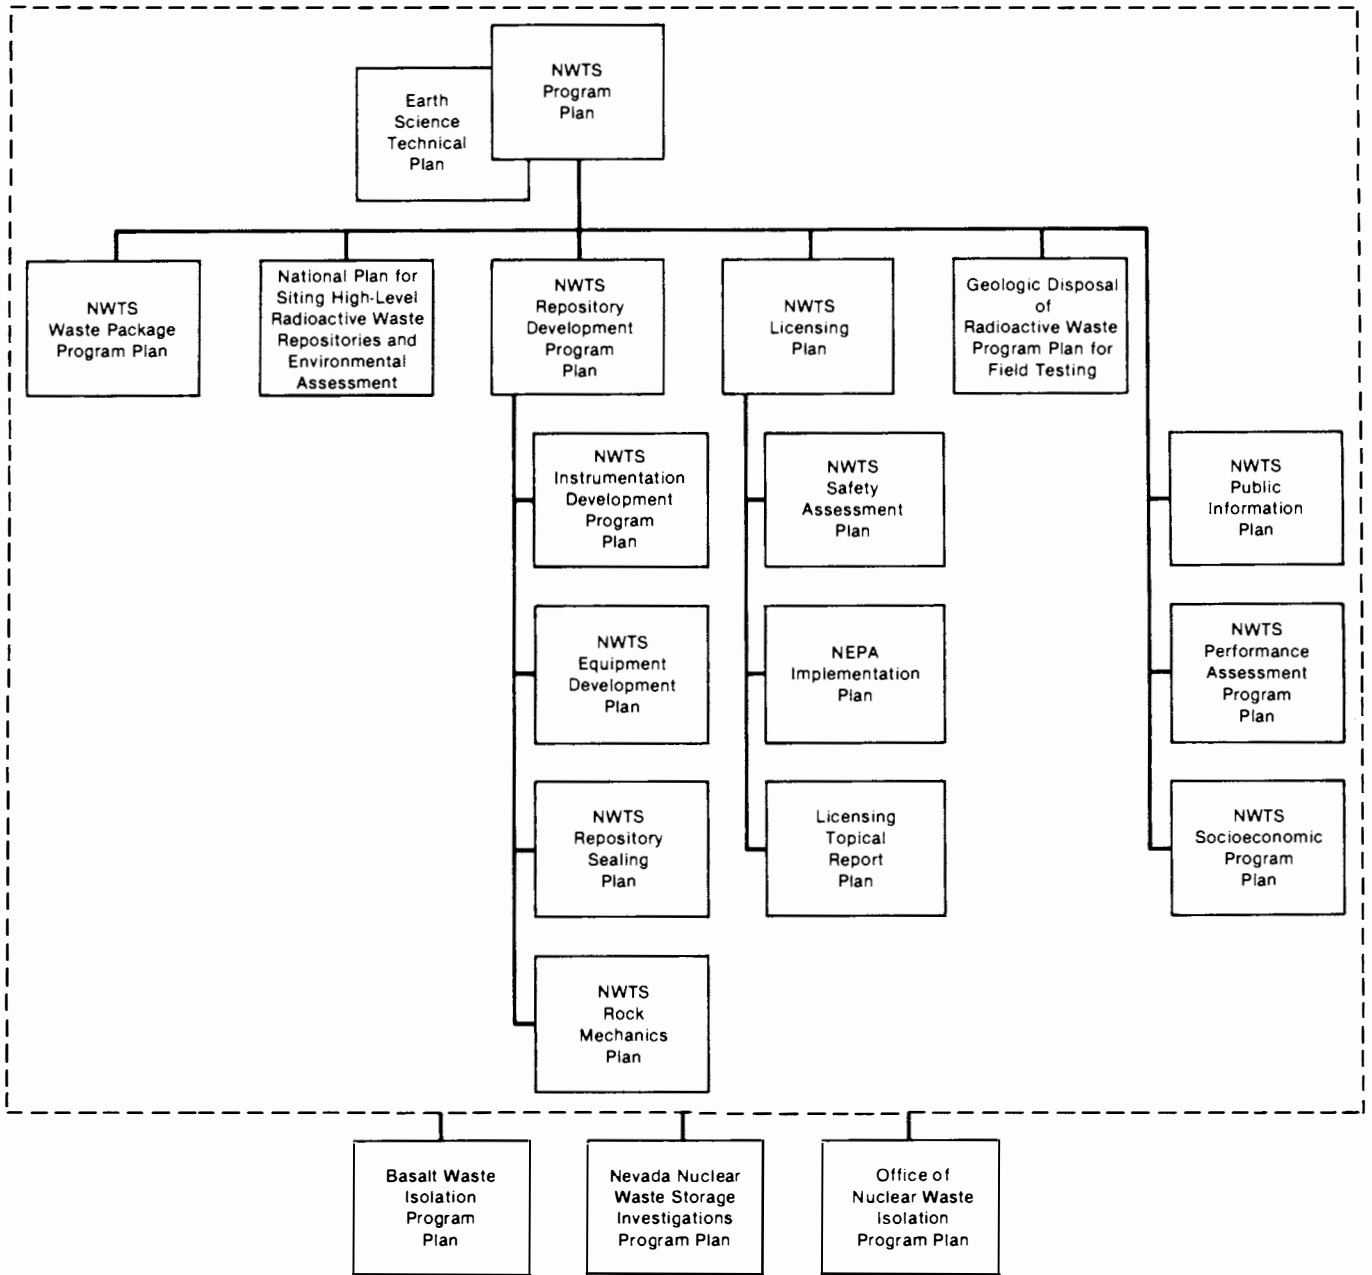 NWTS
Program
Plan
Earth
Science
Technical
Plan
NWTS
Waste Package
Program Plan
National Plan for
Siting High-Level
Radioactive Waste
Repositories and
Environmental
Assessment
NWTS
Repository
Development
Program
Plan
NWTS
Licensing
Plan
Geologic Disposal
of
Radioactive Waste
Program Plan for
Field Testing
NWTS
Instrumentation
Development
Program
Plan
NWTS
Safety
Assessment
Plan
NWTS
Public
Information
Plan
NWTS
Equipment
Development
Plan
NEPA
Implementation
Plan
NWTS
Performance
Assessment
Program
Plan
NWTS
Repository
Sealing
Plan
Licensing
Topical
Report
Plan
NWTS
Socioeconomic
Program
Plan
NWTS
Rock
Mechanics
Plan
Basalt Waste
Isolation
Program
Plan
Nevada Nuclear
Waste Storage
Investigations
Program Plan
Office of
Nuclear Waste
Isolation
Program Plan